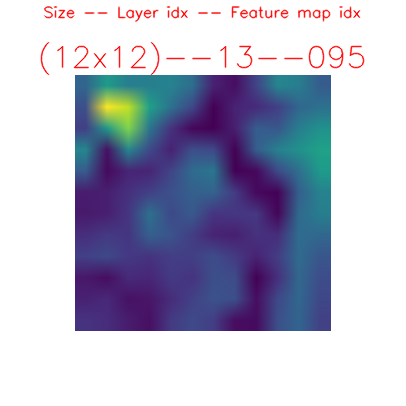 Size -- Layer idx -- Feature map idx
(12x12)--13--095